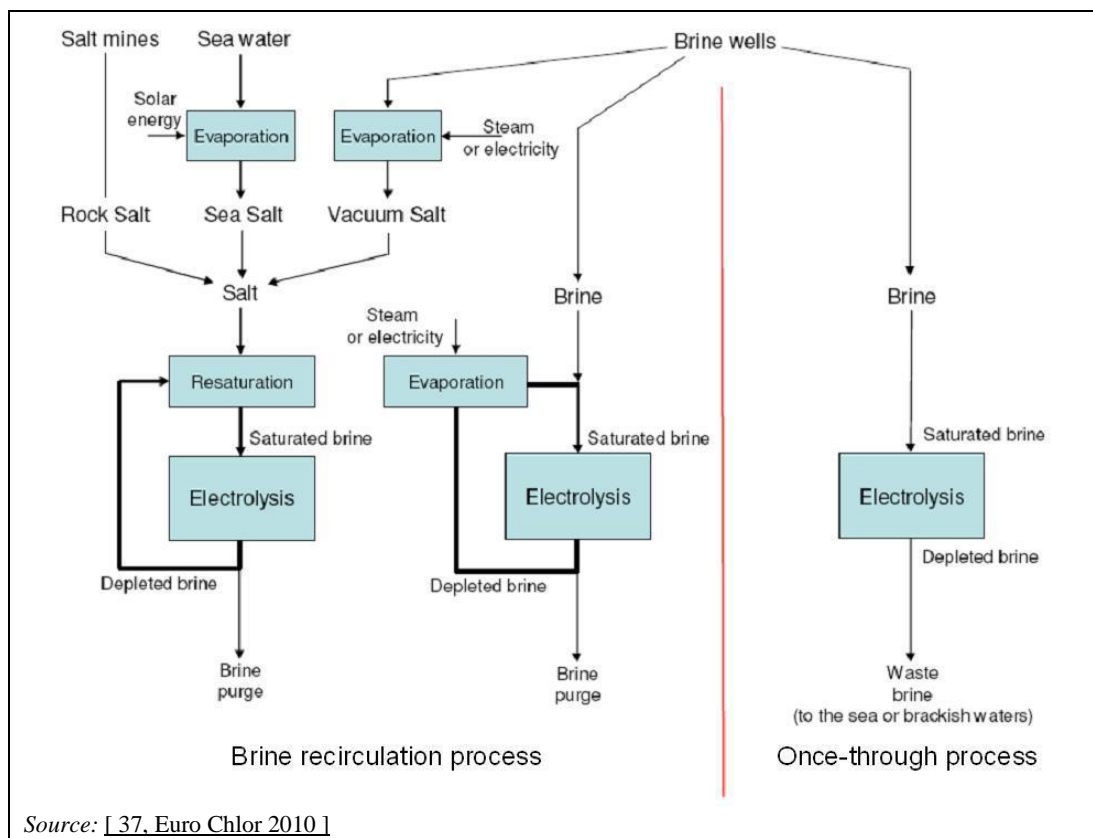 Salt mines
Sea water
Brine wells
Solar
energy
Evaporation
Evaporation
Steam
or electricity
Rock Salt
Sea Salt
Vacuum Salt
Salt
Brine
Brine
Steam
or electricity
Resaturation
Evaporation
Saturated brine
Saturated brine
Saturated brine
Electrolysis
Electrolysis
Electrolysis
Depleted brine
Depleted brine
Depleted brine
Brine
purge
Brine
purge
Waste
brine
(to the sea or brackish waters)
Brine recirculation process
Once-through process
Source: [ 37, Euro Chlor 2010 ]